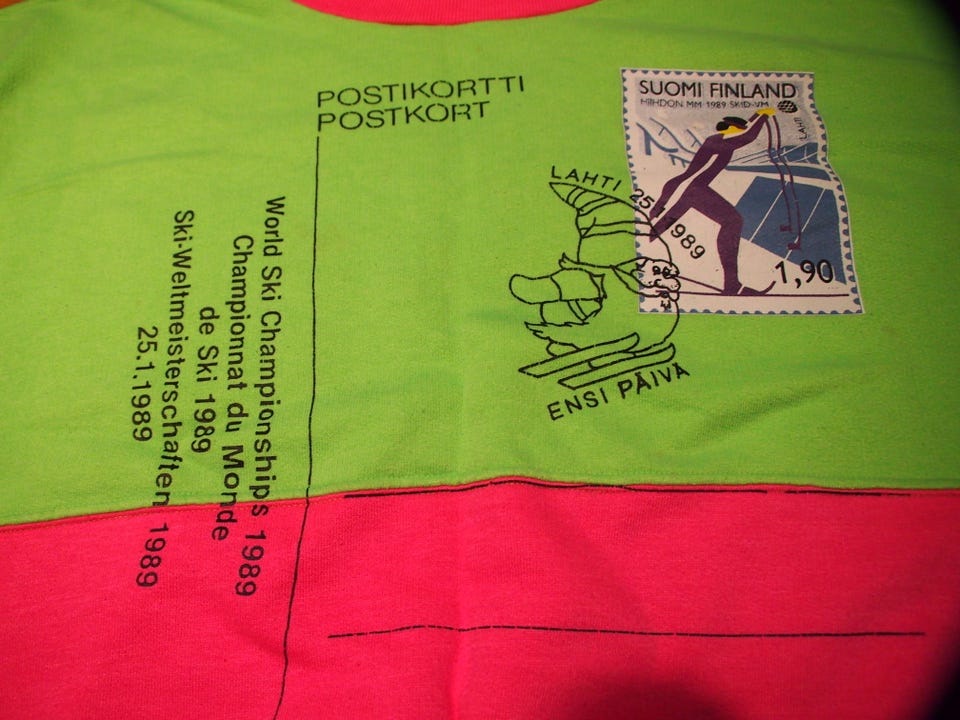 POSTIKORTTI
POSTKORT
SUOMI FINLAND
HIIHDON MM-1989 SKID-VM
LAHTI
1,90
LAHTI 25.1.1989
ENSI PÄIVÄ
World Ski Championships 1989
Championnat du Monde
de Ski 1989
Ski-Weltmeisterschaften 1989
25.1.1989